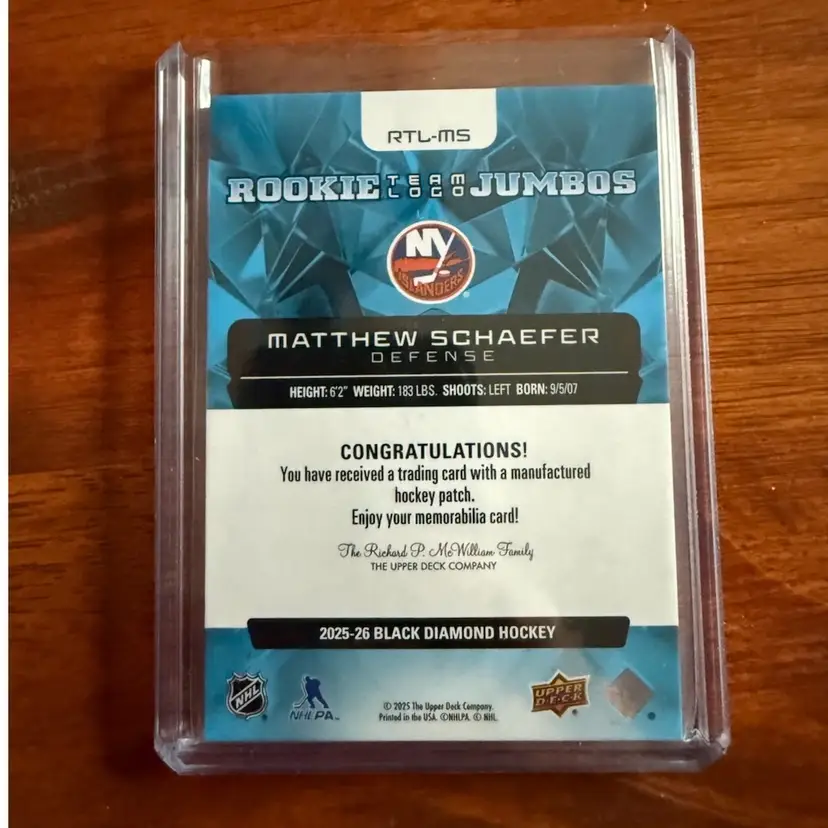 RTL-MS
ROOKIE TEAM LOGO JUMBOS
NY
ISLANDERS
MATTHEW SCHAEFER
DEFENSE
HEIGHT: 6'2" WEIGHT: 183 LBS. SHOOTS: LEFT BORN: 9/5/07
CONGRATULATIONS!
You have received a trading card with a manufactured
hockey patch.
Enjoy your memorabilia card!
The Richard P. McWilliam Family
THE UPPER DECK COMPANY
2025-26 BLACK DIAMOND HOCKEY
NHL
NHLPA™
© 2025 The Upper Deck Company.
Printed in the USA. ©NHLPA. © NHL.
UPPER
DECK